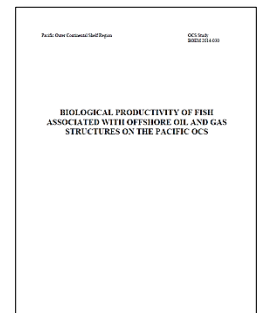 Pacific Outer Continental Shelf Region OCS Study
BOEM 2014-030
BIOLOGICAL PRODUCTIVITY OF FISH
ASSOCIATED WITH OFFSHORE OIL AND GAS
STRUCTURES ON THE PACIFIC OCS